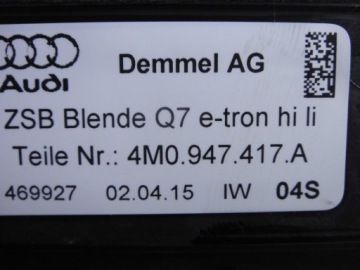 Audi
Demmel AG
ZSB Blende Q7 e-tron hi li
Teile Nr.: 4M0.947.417.A
469927 02.04.15 IW 04S